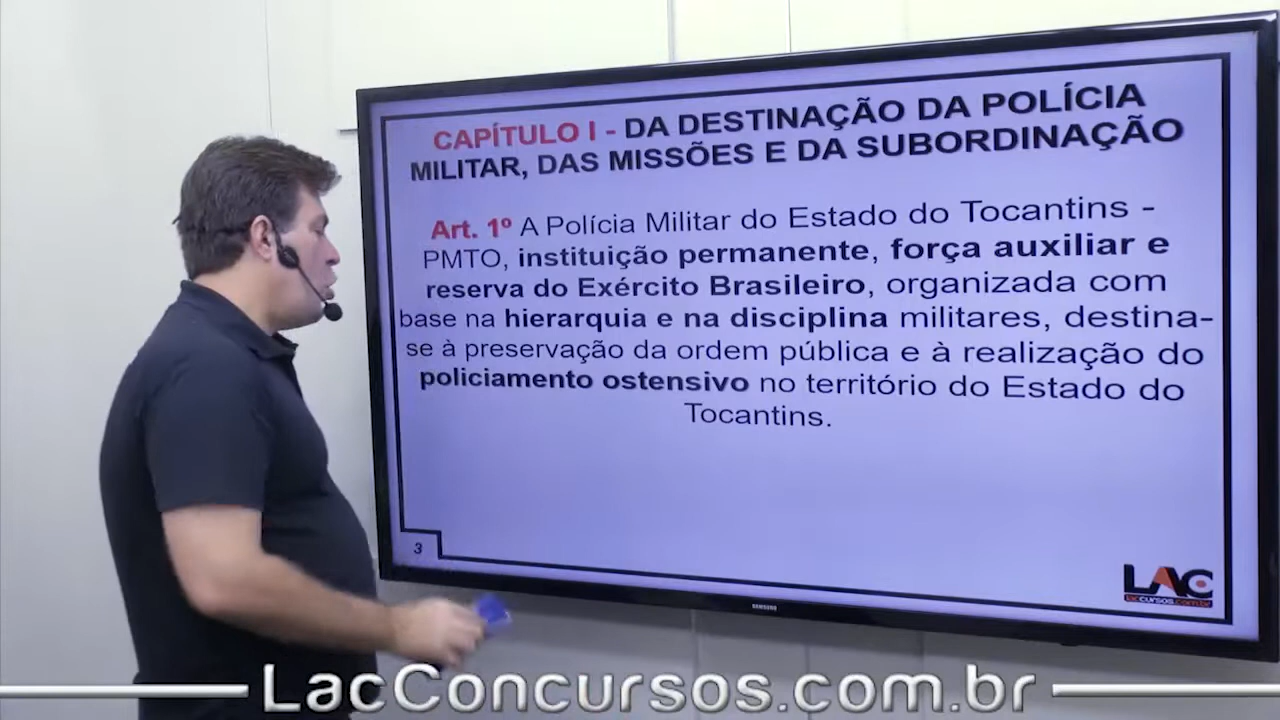 CAPÍTULO I - DA DESTINAÇÃO DA POLÍCIA
MILITAR, DAS MISSÕES E DA SUBORDINAÇÃO
Art. 1º A Polícia Militar do Estado do Tocantins -
PMTO, instituição permanente, força auxiliar e
reserva do Exército Brasileiro, organizada com
base na hierarquia e na disciplina militares, destina-
se à preservação da ordem pública e à realização do
policiamento ostensivo no território do Estado do
Tocantins.
3
LAC
laccursos.com.br
SAMSUNG
LacConcursos.com.br